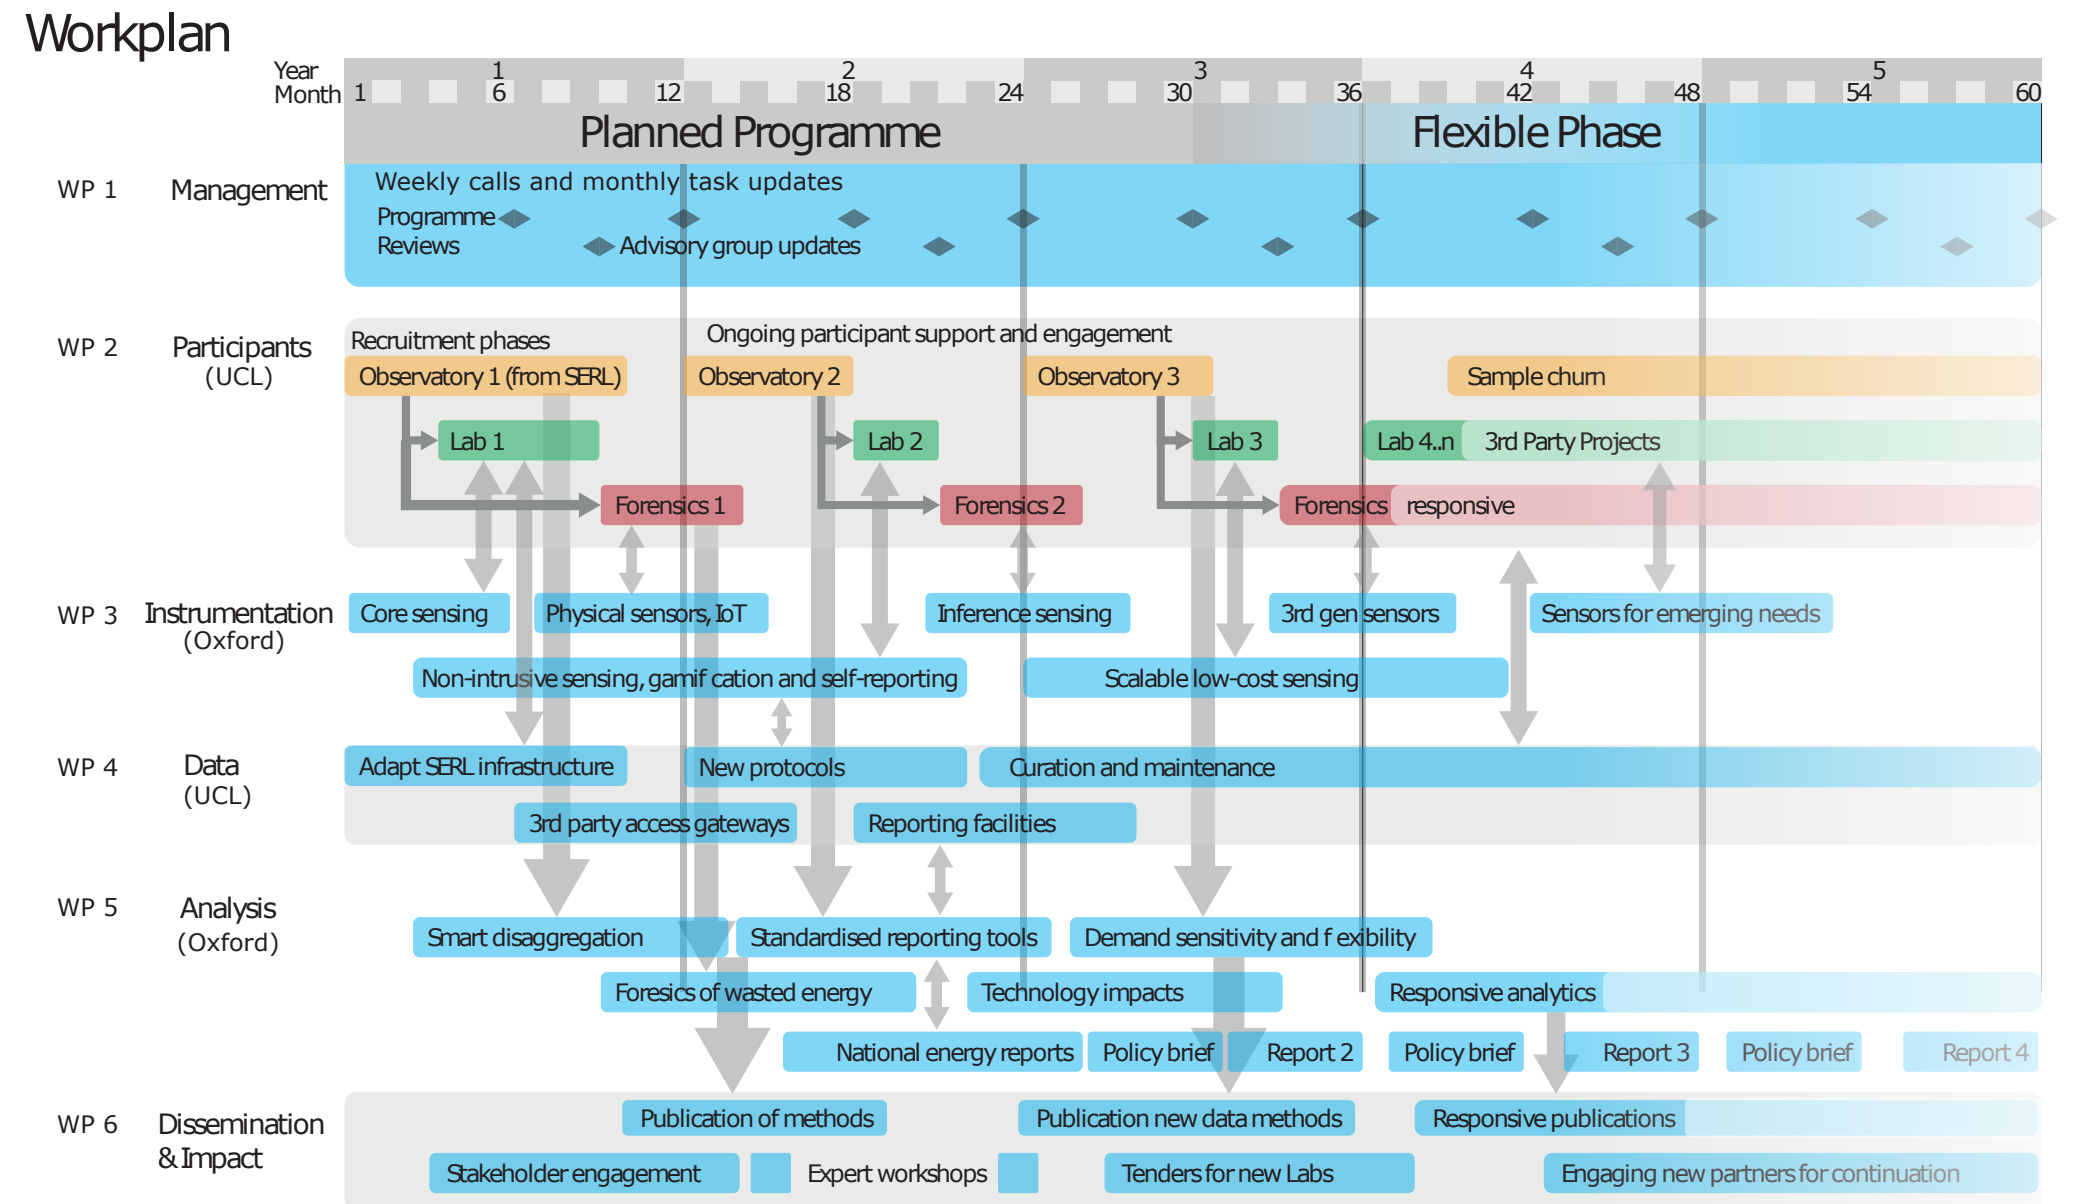 Workplan
Year 1 2 3 4 5
Month 1 6 12 18 24 30 36 42 48 54 60
Planned Programme Flexible Phase
WP 1 Management
Weekly calls and monthly task updates
Programme
Reviews Advisory group updates
WP 2 Participants
(UCL)
Recruitment phases Ongoing participant support and engagement
Observatory 1 (from SERL) Observatory 2 Observatory 3 Sample churn
Lab 1 Lab 2 Lab 3 Lab 4..n 3rd Party Projects
Forensics 1 Forensics 2 Forensics responsive
WP 3 Instrumentation
(Oxford)
Core sensing Physical sensors, IoT Inference sensing 3rd gen sensors Sensors for emerging needs
Non-intrusive sensing, gamif cation and self-reporting Scalable low-cost sensing
WP 4 Data
(UCL)
Adapt SERL infrastructure New protocols Curation and maintenance
3rd party access gateways Reporting facilities
WP 5 Analysis
(Oxford)
Smart disaggregation Standardised reporting tools Demand sensitivity and f exibility
Foresics of wasted energy Technology impacts Responsive analytics
National energy reports Policy brief Report 2 Policy brief Report 3 Policy brief Report 4
WP 6 Dissemination
& Impact
Publication of methods Publication new data methods Responsive publications
Stakeholder engagement Expert workshops Tenders for new Labs Engaging new partners for continuation